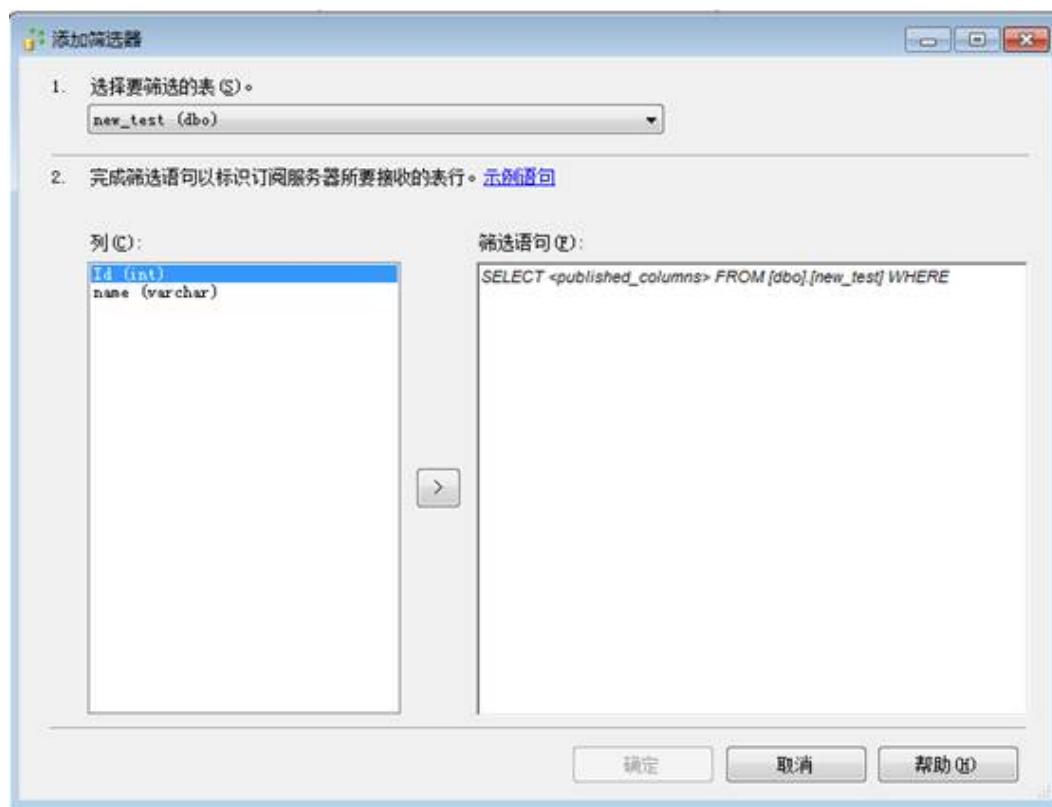 添加筛选器
1. 选择要筛选的表(S)。
new_test (dbo)
2. 完成筛选语句以标识订阅服务器所要接收的表行。示例语句
列(C):
筛选语句(F):
Id (int)
name (varchar)
SELECT <published_columns> FROM [dbo].[new_test] WHERE
>
确定
取消
帮助(H)